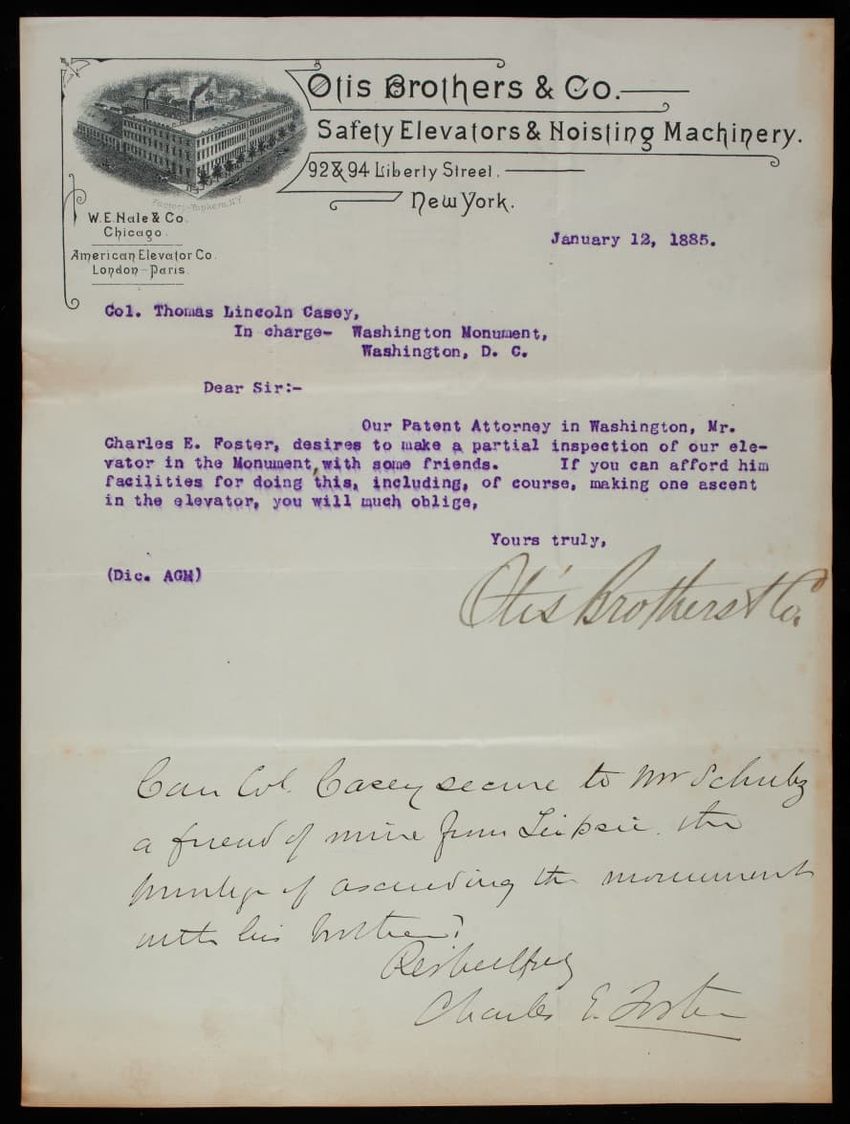 Otis Brothers & Co.
Safety Elevators & Hoisting Machinery.
92 & 94 Liberty Street.
New York.
Factory-Yonkers, N.Y.
W. E. Hale & Co.
Chicago.
American Elevator Co.
London-Paris.
January 12, 1885.
Col. Thomas Lincoln Casey,
In charge- Washington Monument,
Washington, D. C.
Dear Sir:-
Our Patent Attorney in Washington, Mr.
Charles E. Foster, desires to make a partial inspection of our ele-
vator in the Monument, with some friends. If you can afford him
facilities for doing this, including, of course, making one ascent
in the elevator, you will much oblige,
Yours truly,
(Dic. AGM)
Otis Brothers & Co.
Can Col. Casey secure to Mr Schultz
a friend of mine from Leipsic. the
privilege of ascending the monument
with his brother?
Respectfully
Charles E. Foster